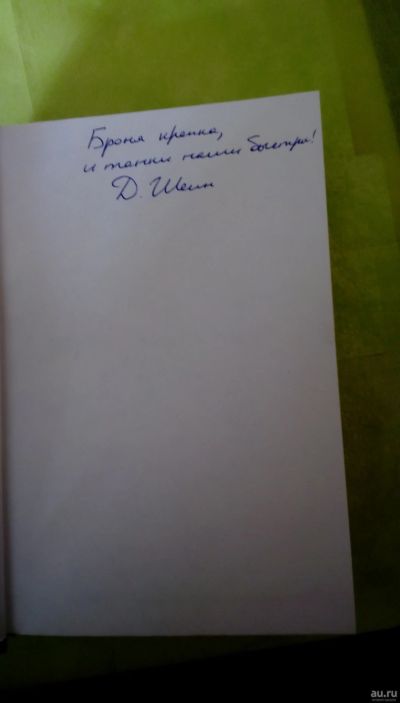 Броня крепка,
и танки наши быстры!
Д. Шеин
au.ru